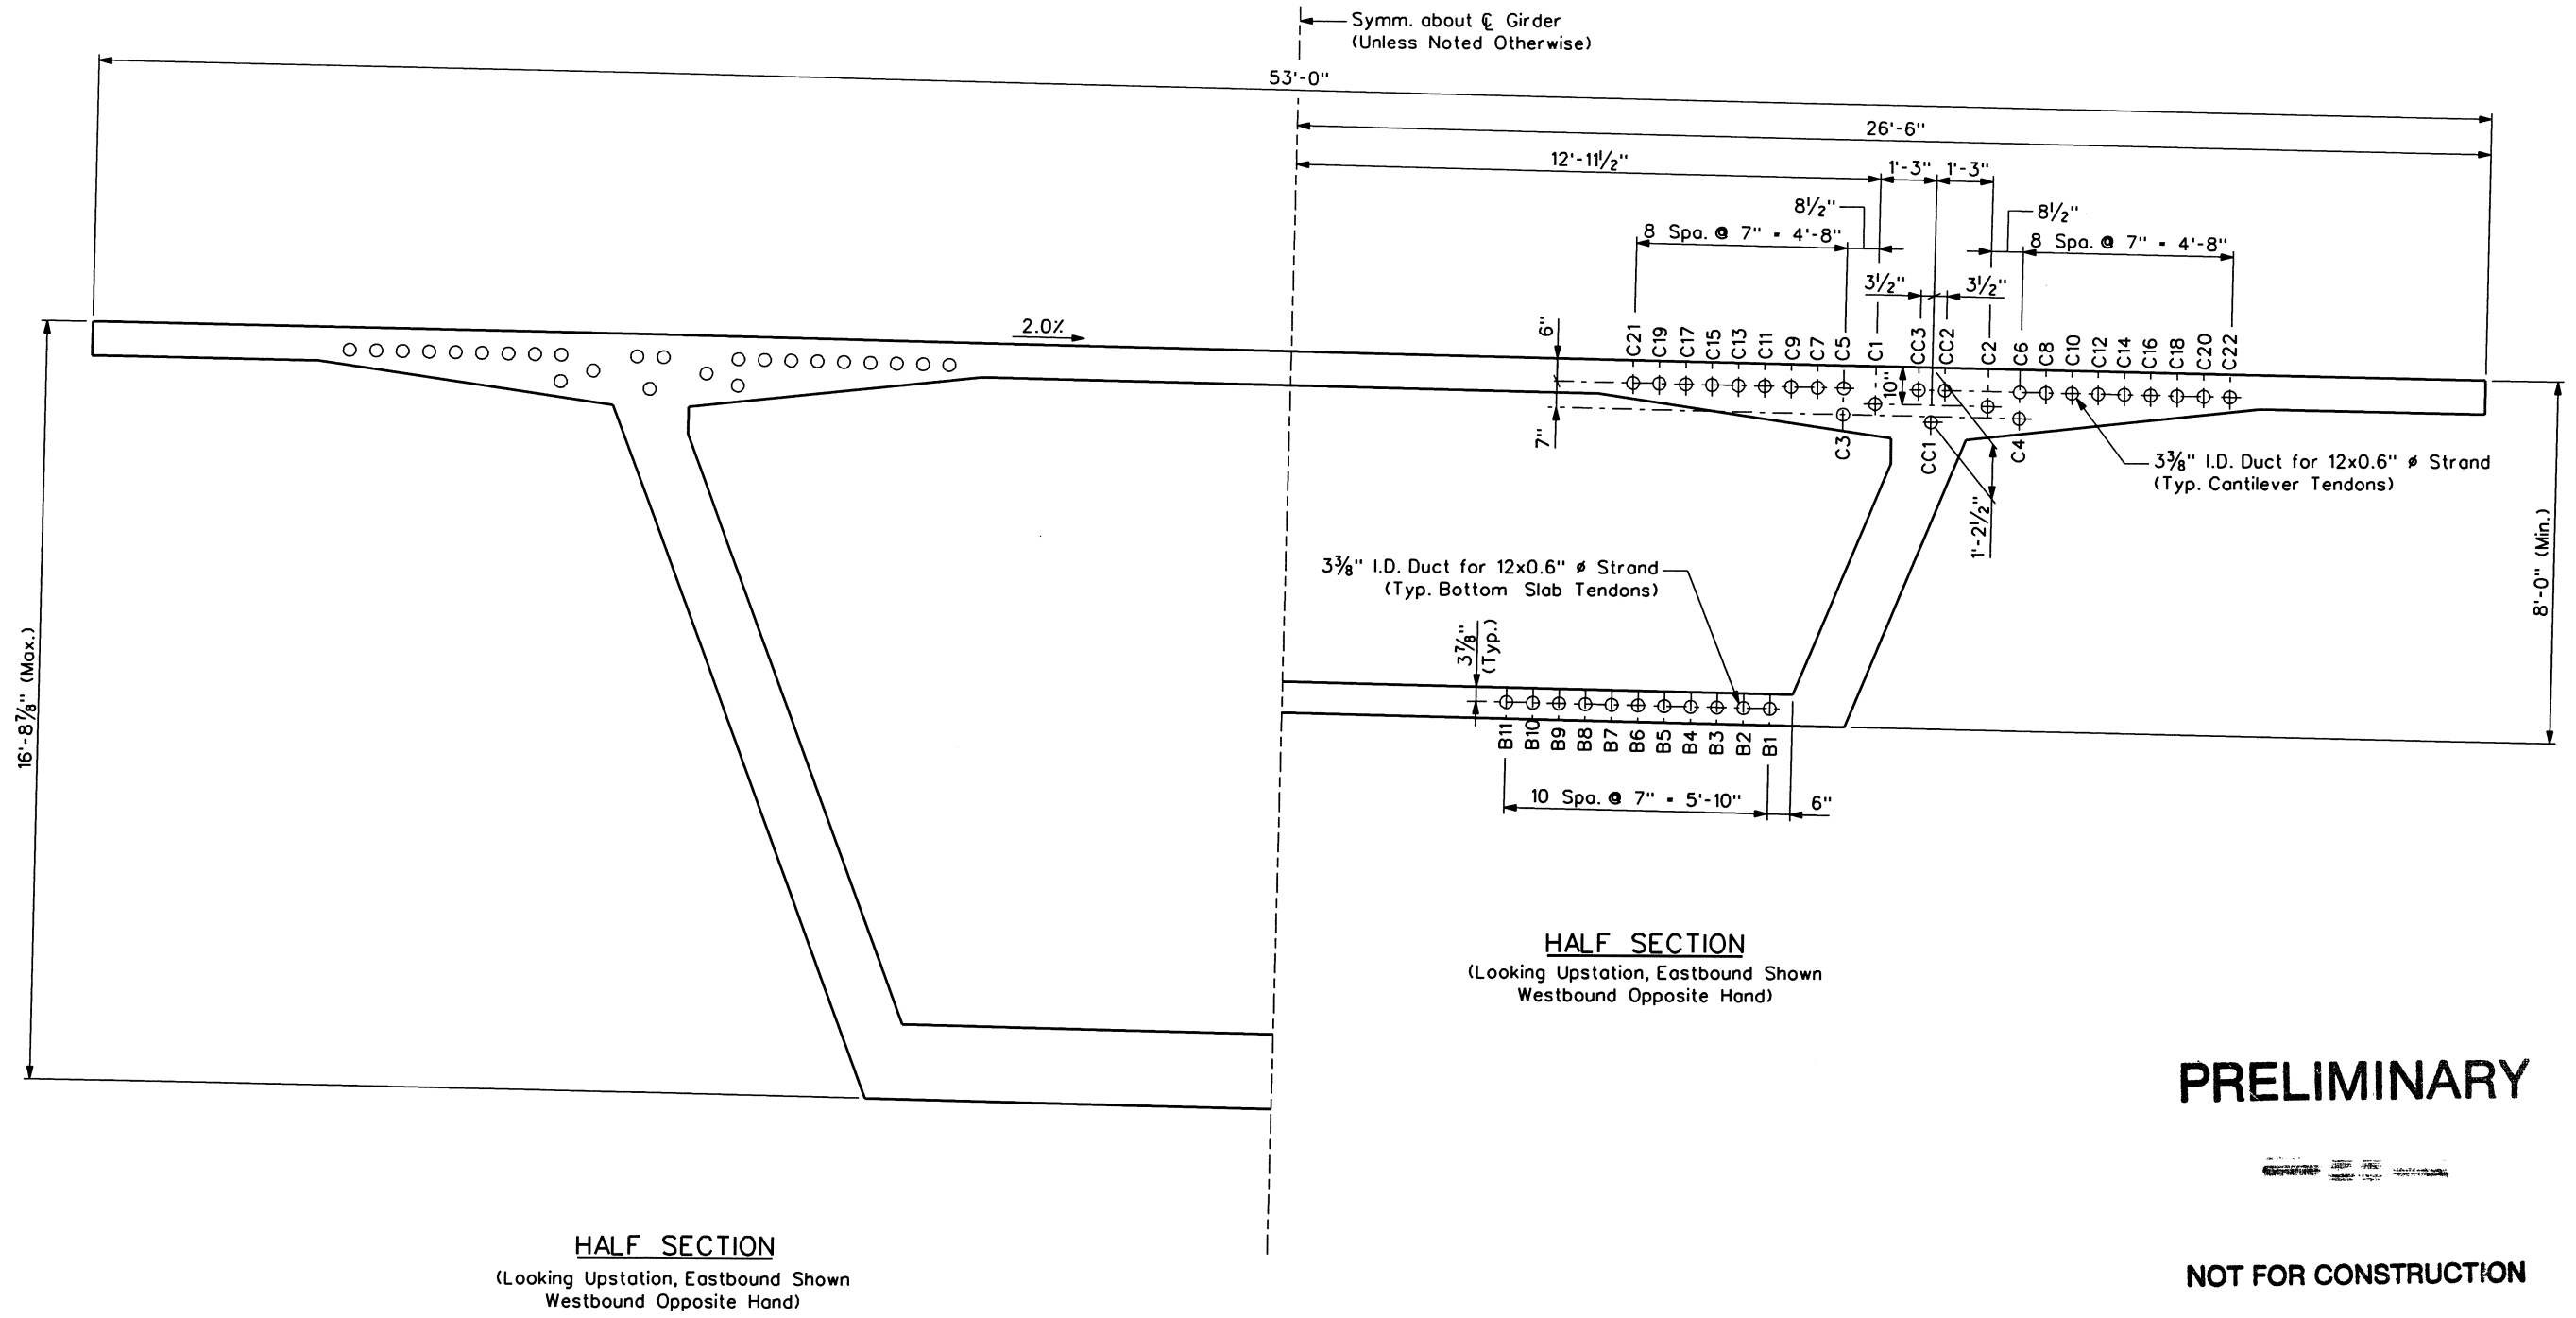 Symm. about ℄ Girder
(Unless Noted Otherwise)
53'-0"
26'-6"
12'-11½"
1'-3"
1'-3"
8½"
8½"
8 Spa. @ 7" = 4'-8"
8 Spa. @ 7" = 4'-8"
3½"
3½"
2.0%
6"
C21
C19
C17
C15
C13
C11
C9
C7
C5
C1
CC3
CC2
C2
C6
C8
C10
C12
C14
C16
C18
C20
C22
10"
7"
C3
CC1
C4
3⅜" I.D. Duct for 12x0.6" ø Strand
(Typ. Cantilever Tendons)
1'-2½"
8'-0" (Min.)
3⅜" I.D. Duct for 12x0.6" ø Strand
(Typ. Bottom Slab Tendons)
3⅞"
(Typ.)
16'-8⅞" (Max.)
B11
B10
B9
B8
B7
B6
B5
B4
B3
B2
B1
10 Spa. @ 7" = 5'-10"
6"
HALF SECTION
(Looking Upstation, Eastbound Shown
Westbound Opposite Hand)
PRELIMINARY
HALF SECTION
(Looking Upstation, Eastbound Shown
Westbound Opposite Hand)
NOT FOR CONSTRUCTION